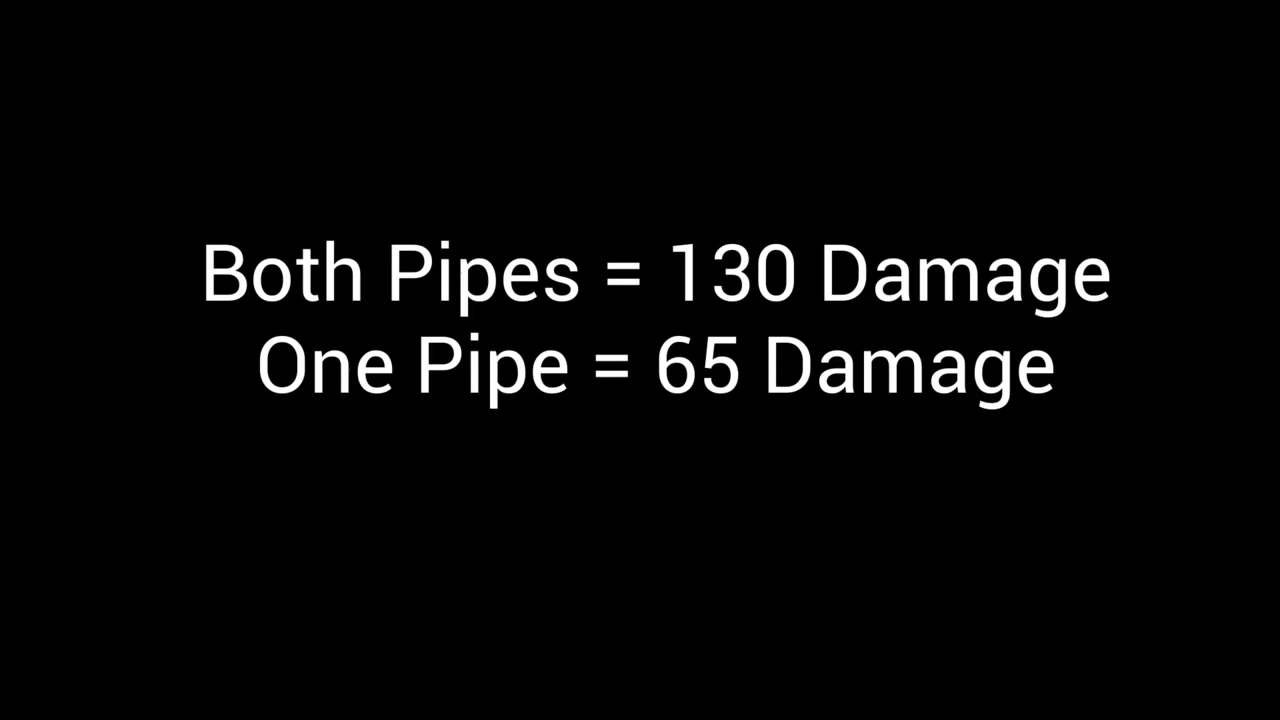 Both Pipes = 130 Damage
One Pipe = 65 Damage